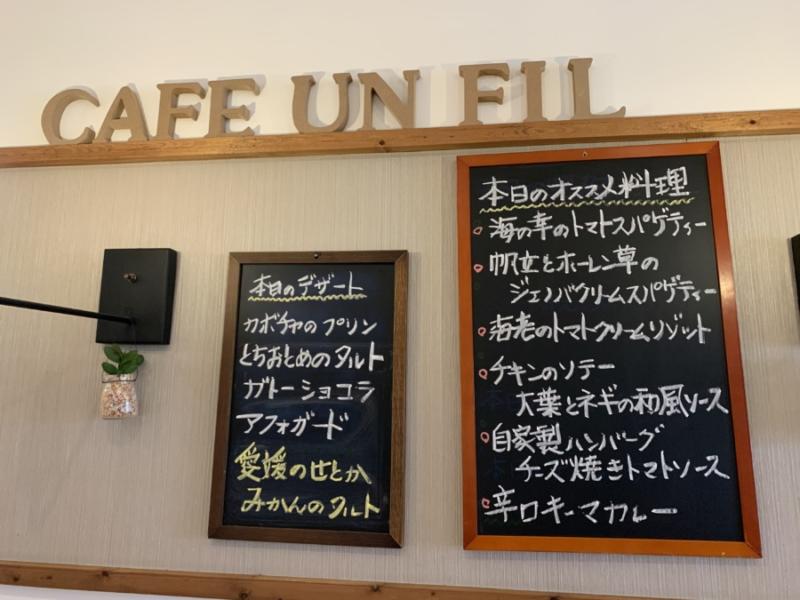 CAFE UN FIL
本日のデザート
カボチャのプリン
とちおとめのタルト
ガトーショコラ
アフォガード
愛媛のせとか
みかんのタルト
本日のオススメ料理
海の幸のトマトスパゲティー
帆立とホーレン草の
ジェノバクリームスパゲティー
海老のトマトクリームリゾット
チキンのソテー
大葉とネギの和風ソース
自家製ハンバーグ
チーズ焼きトマトソース
辛口キーマカレー